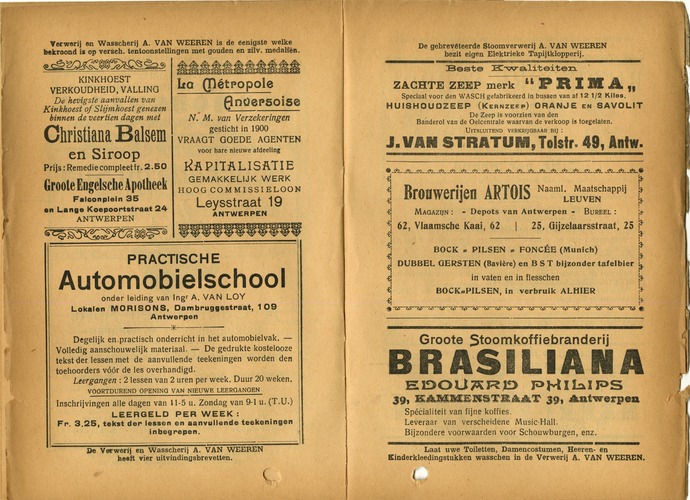 Verwerij en Wasscherij A. VAN WEEREN is de eenigste welke
bekroond is op versch. tentoonstellingen met gouden en zilv. medaillen.
KINKHOEST
VERKOUDHEID, VALLING
De hevigste aanvallen van
Kinkhoest of Slijmhoest genezen
binnen de veertien dagen met
Christiana Balsem
en Siroop
Prijs: Remedie compleet fr. 2.50
Groote Engelsche Apotheek
Falconplein 35
en Lange Koepoortstraat 24
ANTWERPEN
La Métropole
Anversoise
N. M. van Verzekeringen
gesticht in 1900
VRAAGT GOEDE AGENTEN
voor hare nieuwe afdeeling
KAPITALISATIE
GEMAKKELIJK WERK
HOOG COMMISSIELOON
Leysstraat 19
ANTWERPEN
PRACTISCHE
Automobielschool
onder leiding van Ingr A. VAN LOY
Lokalen MORISONS, Dambruggestraat, 109
Antwerpen
Degelijk en practisch onderricht in het automobielvak. —
Volledig aanschouwelijk materiaal. — De gedrukte kostelooze
tekst der lessen met de aanvullende teekeningen worden den
toehoorders vóór de les overhandigd.
Leergangen: 2 lessen van 2 uren per week. Duur 20 weken.
VOORTDUREND OPENING VAN NIEUWE LEERGANGEN
Inschrijvingen alle dagen van 11-5 u. Zondag van 9-1 u. (T.U.)
LEERGELD PER WEEK:
Fr. 3,25, tekst der lessen en aanvullende teekeningen
inbegrepen.
De Verwerij en Wasscherij A. VAN WEEREN
heeft vier uitvindingsbrevetten.
De gebrevéteerde Stoomverwerij A. VAN WEEREN
bezit eigen Elektrieke Tapijtklopperij.
Beste Kwaliteiten
ZACHTE ZEEP merk "PRIMA„
Speciaal voor den WASCH gefabrikeerd in bussen van af 12 1/2 Kilos.
HUISHOUDZEEP (KERNZEEP) ORANJE EN SAVOLIT
De Zeep is voorzien van den
Banderol van de Oelcentrale waarvan de verkoop is toegelaten.
UITSLUITEND VERKRIJGBAAR BIJ:
J. VAN STRATUM, Tolstr. 49, Antw.
Brouwerijen ARTOIS Naaml. Maatschappij
LEUVEN
MAGAZIJN: - Depots van Antwerpen - BUREEL:
62, Vlaamsche Kaai, 62 | 25, Gijzelaarsstraat, 25
BOCK = PILSEN = FONCÉE (Munich)
DUBBEL GERSTEN (Bavière) en B S T bijzonder tafelbier
in vaten en in flesschen
BOCK=PILSEN, in verbruik ALHIER
Groote Stoomkoffiebranderij
BRASILIANA
EDOUARD PHILIPS
39, KAMMENSTRAAT 39, Antwerpen
Spécialiteit van fijne koffies.
Leveraar van verscheidene Music-Hall.
Bijzondere voorwaarden voor Schouwburgen, enz.
Laat uwe Toiletten, Damencostumen, Heeren- en
Kinderkleedingstukken wasschen in de Verwerij A. VAN WEEREN.